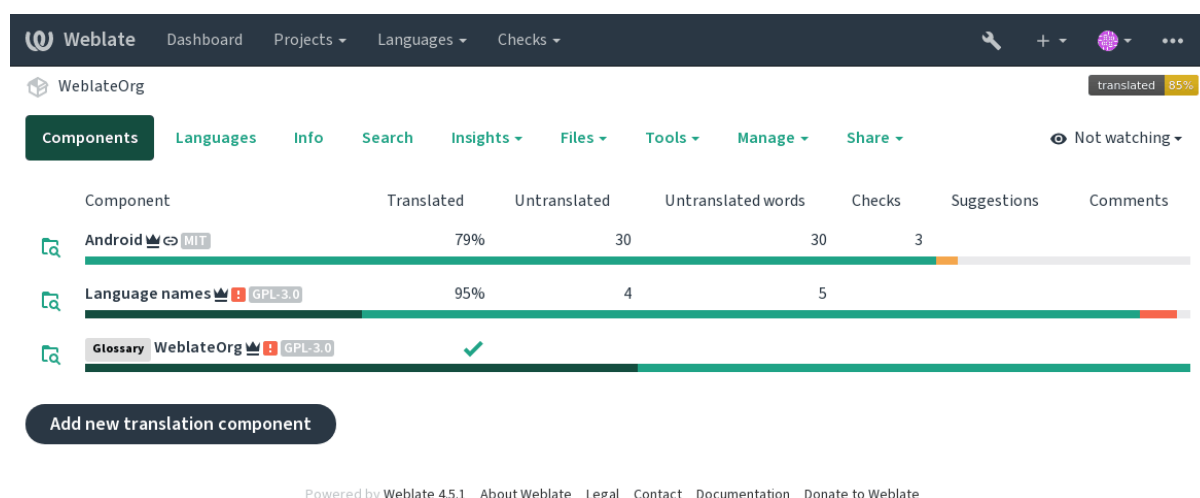 Weblate Dashboard Projects Languages Checks
WeblateOrg translated 85%
Components Languages Info Search Insights Files Tools Manage Share Not watching
Component Translated Untranslated Untranslated words Checks Suggestions Comments
Android MIT 79% 30 30 3
Language names GPL-3.0 95% 4 5
Glossary WeblateOrg GPL-3.0
Add new translation component
Powered by Weblate 4.5.1 About Weblate Legal Contact Documentation Donate to Weblate